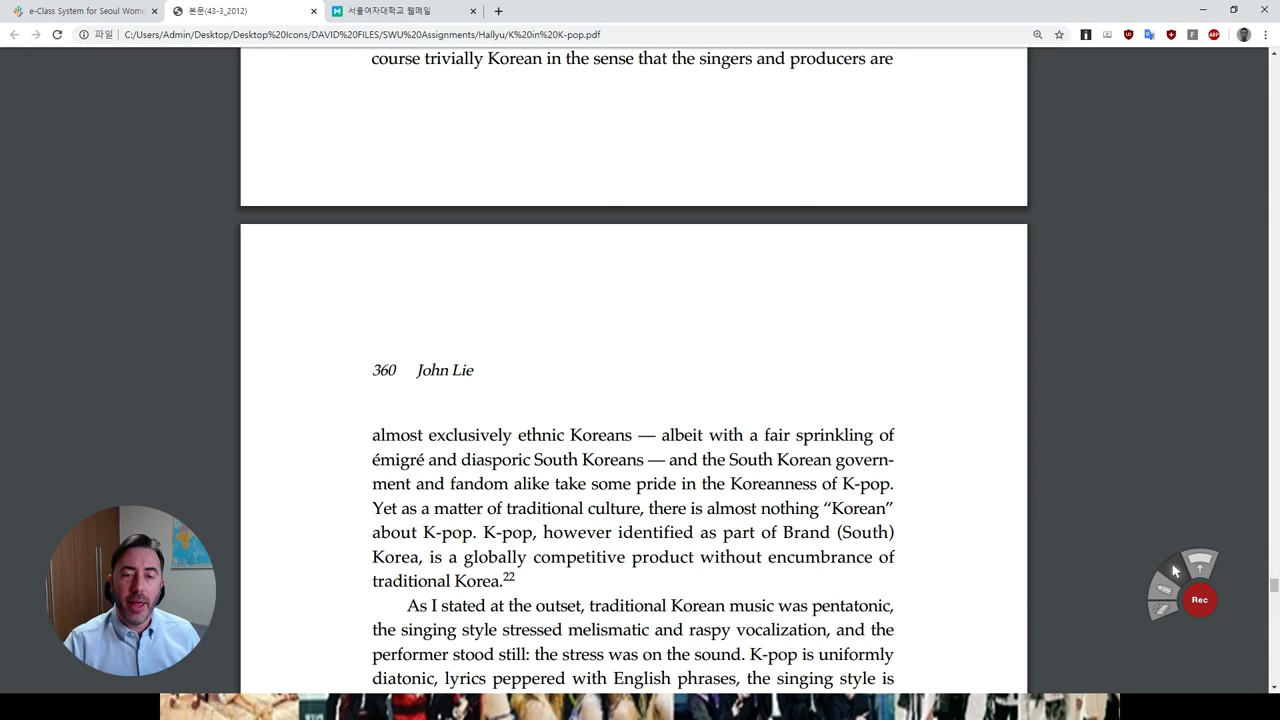 e-Class System for Seoul Wome
본문(43-3_2012)
서울여자대학교 웹메일
파일
C:/Users/Admin/Desktop/Desktop%20Icons/DAVID%20FILES/SWU%20Assignments/Hallyu/K%20in%20K-pop.pdf
course trivially Korean in the sense that the singers and producers are
360 John Lie
almost exclusively ethnic Koreans — albeit with a fair sprinkling of
émigré and diasporic South Koreans — and the South Korean govern-
ment and fandom alike take some pride in the Koreanness of K-pop.
Yet as a matter of traditional culture, there is almost nothing “Korean”
about K-pop. K-pop, however identified as part of Brand (South)
Korea, is a globally competitive product without encumbrance of
traditional Korea.22
As I stated at the outset, traditional Korean music was pentatonic,
the singing style stressed melismatic and raspy vocalization, and the
performer stood still: the stress was on the sound. K-pop is uniformly
diatonic, lyrics peppered with English phrases, the singing style is
Rec